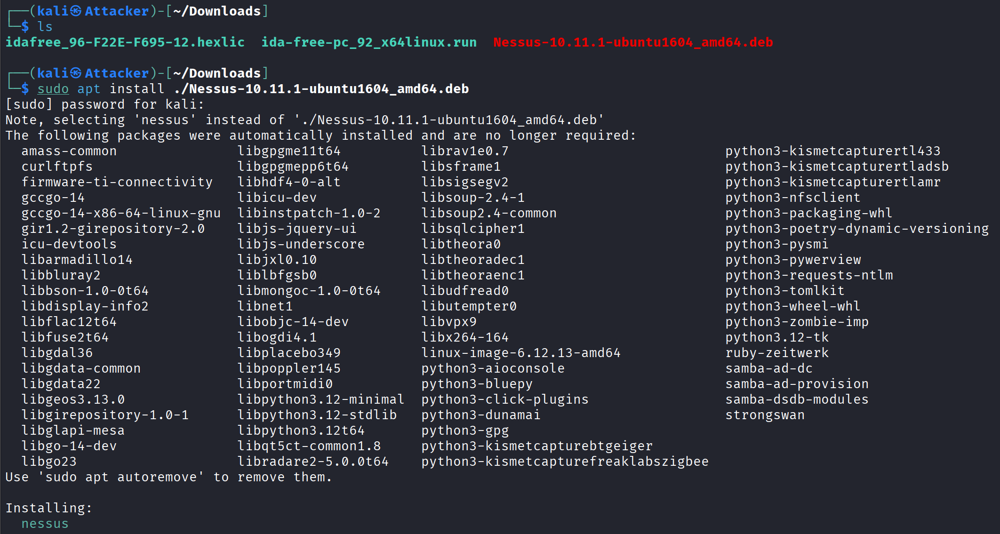 ┌──(kali㉿Attacker)-[~/Downloads]
└─$ ls
idafree_96-F22E-F695-12.hexlic  ida-free-pc_92_x64linux.run  Nessus-10.11.1-ubuntu1604_amd64.deb
┌──(kali㉿Attacker)-[~/Downloads]
└─$ sudo apt install ./Nessus-10.11.1-ubuntu1604_amd64.deb
[sudo] password for kali:
Note, selecting 'nessus' instead of './Nessus-10.11.1-ubuntu1604_amd64.deb'
The following packages were automatically installed and are no longer required:
  amass-common               libgpgme11t64          librav1e0.7                           python3-kismetcapturertl433
  curlftpfs                  libgpgmepp6t64         libsframe1                            python3-kismetcapturertladsb
  firmware-ti-connectivity   libhdf4-0-alt          libsigsegv2                           python3-kismetcapturertlamr
  gccgo-14                   libicu-dev             libsoup-2.4-1                         python3-nfsclient
  gccgo-14-x86-64-linux-gnu  libinstpatch-1.0-2     libsoup2.4-common                     python3-packaging-whl
  gir1.2-girepository-2.0    libjs-jquery-ui        libsqlcipher1                         python3-poetry-dynamic-versioning
  icu-devtools               libjs-underscore       libtheora0                            python3-pysmi
  libarmadillo14             libjxl0.10             libtheoradec1                         python3-pywerview
  libbluray2                 liblbfgsb0             libtheoraenc1                         python3-requests-ntlm
  libbson-1.0-0t64           libmongoc-1.0-0t64     libudfread0                           python3-tomlkit
  libdisplay-info2           libnet1                libutempter0                          python3-wheel-whl
  libflac12t64               libobjc-14-dev         libvpx9                               python3-zombie-imp
  libfuse2t64                libogdi4.1             libx264-164                           python3.12-tk
  libgdal36                  libplacebo349          linux-image-6.12.13-amd64             ruby-zeitwerk
  libgdata-common            libpoppler145          python3-aioconsole                    samba-ad-dc
  libgdata22                 libportmidi0           python3-bluepy                        samba-ad-provision
  libgeos3.13.0              libpython3.12-minimal  python3-click-plugins                 samba-dsdb-modules
  libgirepository-1.0-1      libpython3.12-stdlib   python3-dunamai                       strongswan
  libglapi-mesa              libpython3.12t64       python3-gpg
  libgo-14-dev               libqt5ct-common1.8     python3-kismetcapturebtgeiger
  libgo23                    libradare2-5.0.0t64    python3-kismetcapturefreaklabszigbee
Use 'sudo apt autoremove' to remove them.
Installing:
  nessus